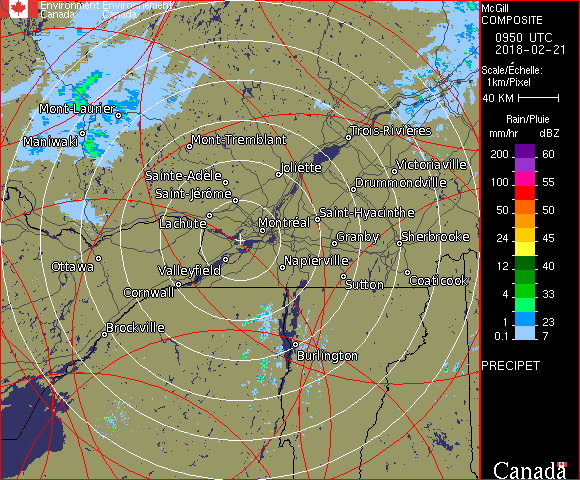 Environment Environnement
Canada Canada
McGill
COMPOSITE
0950 UTC
2018-02-21
Scale/Échelle:
1km/Pixel
40 KM
Rain/Pluie
mm/hr dBZ
200 60
150 57
100 55
50 50
24 45
12 40
4 33
1 23
0.1 7
PRECIPET
Canada
Mont-Laurier
Maniwaki
Mont-Tremblant
Trois-Rivières
Sainte-Adèle
Joliette
Victoriaville
Saint-Jérôme
Drummondville
Lachute
Montréal
Saint-Hyacinthe
Granby
Sherbrooke
Ottawa
Valleyfield
Napierville
Cornwall
Sutton
Coaticook
Brockville
Burlington